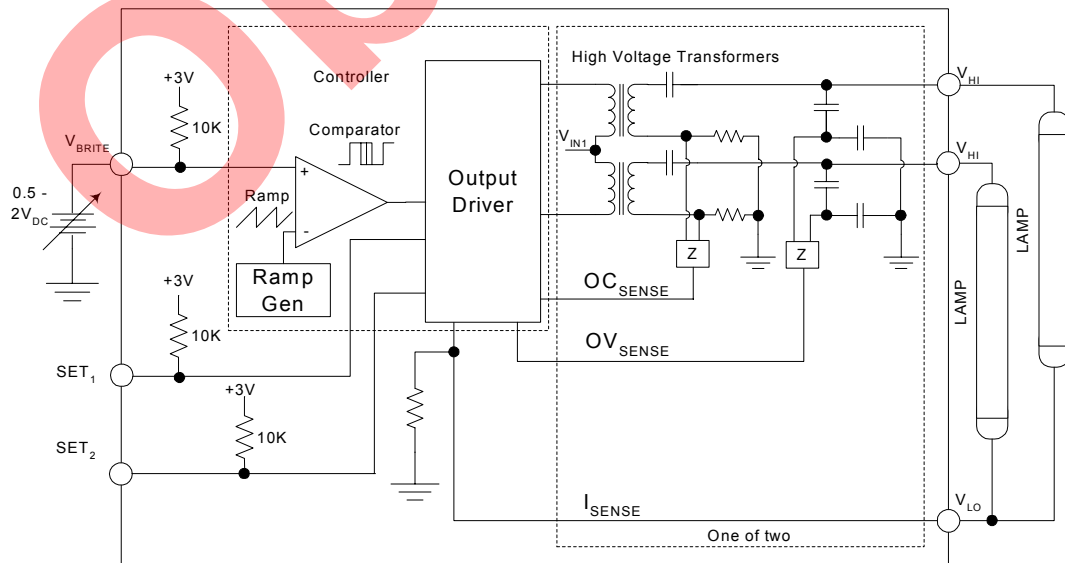 High Voltage Transformers
Controller
+3V
10K
V_BRITE
Comparator
V_HI
V_IN1
+
Ramp
-
Output
Driver
V_HI
0.5 -
2V_DC
Ramp
Gen
Z
Z
LAMP
LAMP
+3V
10K
OC_SENSE
OV_SENSE
SET_1
+3V
10K
SET_2
I_SENSE
V_LO
One of two